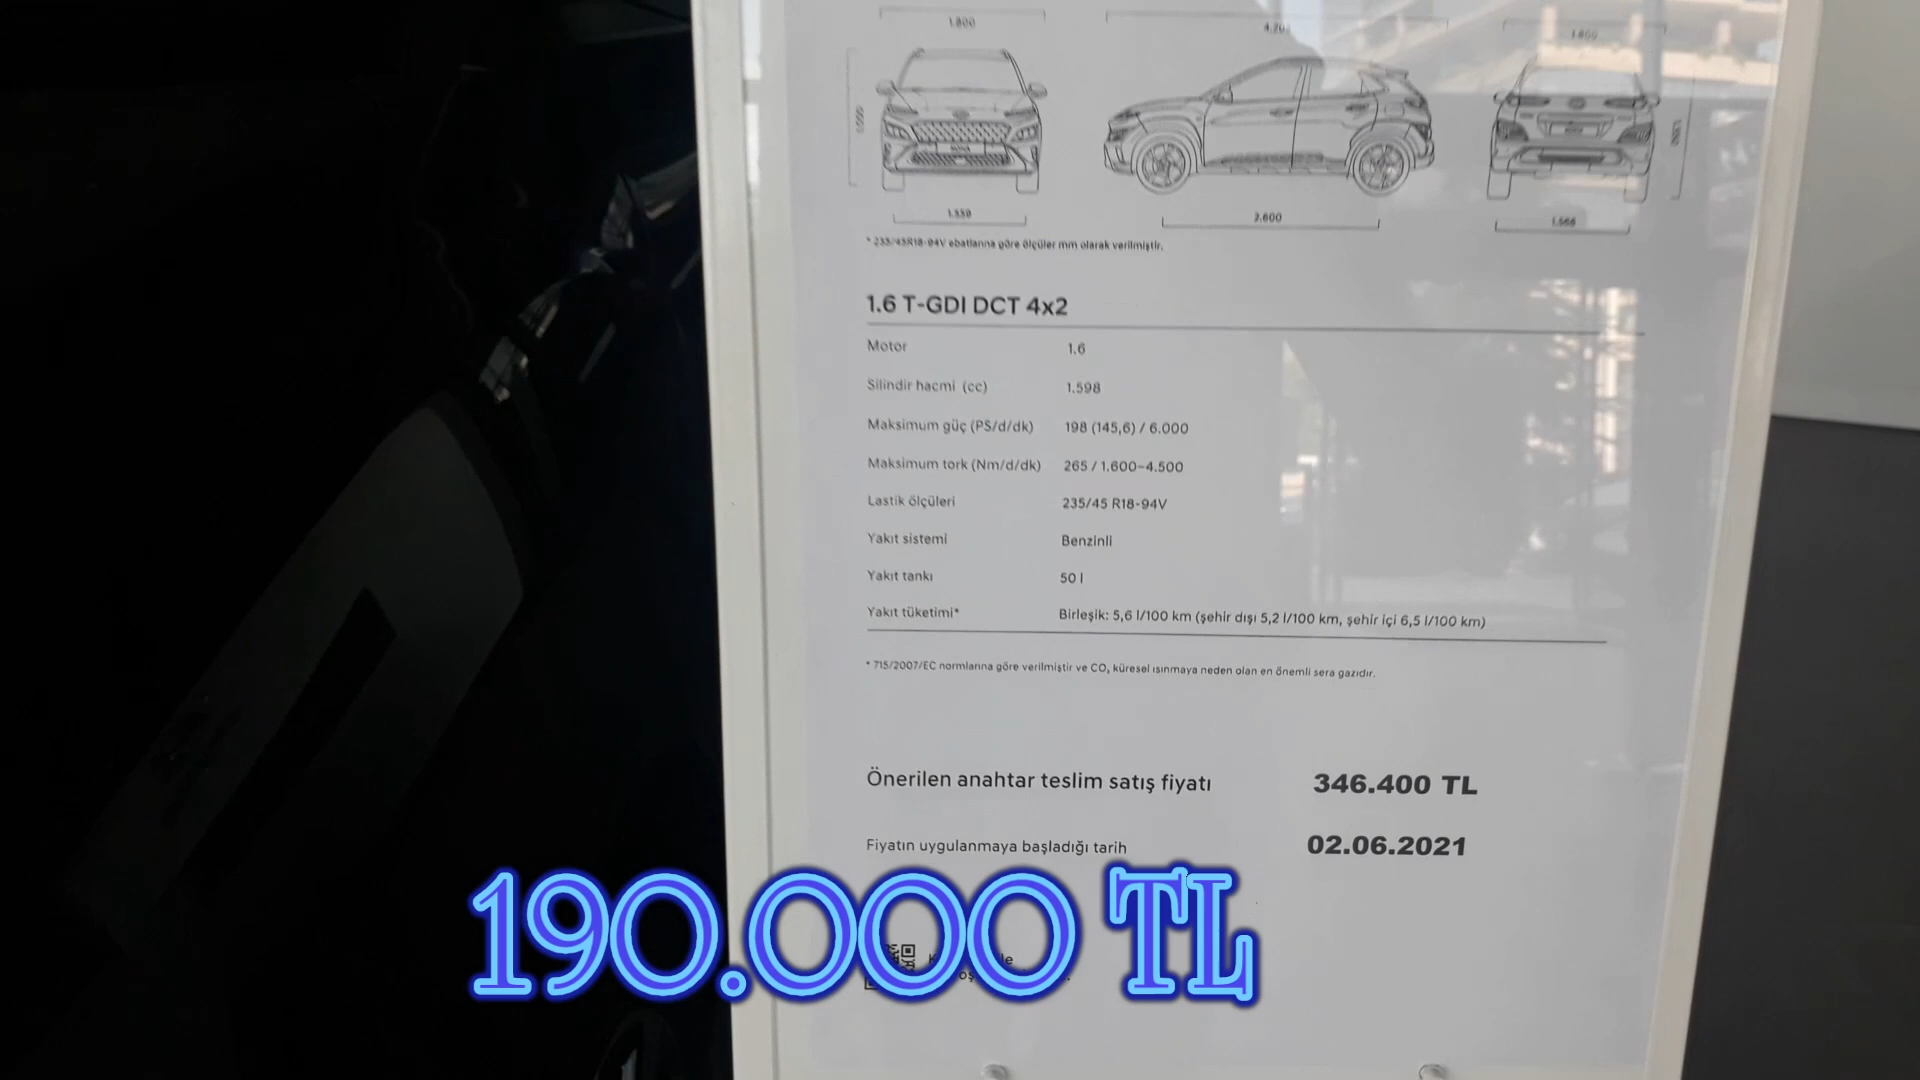 1.800
1.800
1.559
2.600
1.568
* 235/45R18-94V ebatlarına göre ölçüler mm olarak verilmiştir.
1.6 T-GDI DCT 4x2
Motor 1.6
Silindir hacmi (cc) 1.598
Maksimum güç (PS/d/dk) 198 (145,6) / 6.000
Maksimum tork (Nm/d/dk) 265 / 1.600-4.500
Lastik ölçüleri 235/45 R18-94V
Yakıt sistemi Benzinli
Yakıt tankı 50 l
Yakıt tüketimi* Birleşik: 5,6 l/100 km (şehir dışı 5,2 l/100 km, şehir içi 6,5 l/100 km)
* 715/2007/EC normlarına göre verilmiştir ve CO₂ küresel ısınmaya neden olan en önemli sera gazıdır.
Önerilen anahtar teslim satış fiyatı 346.400 TL
Fiyatın uygulanmaya başladığı tarih 02.06.2021
190.000 TL